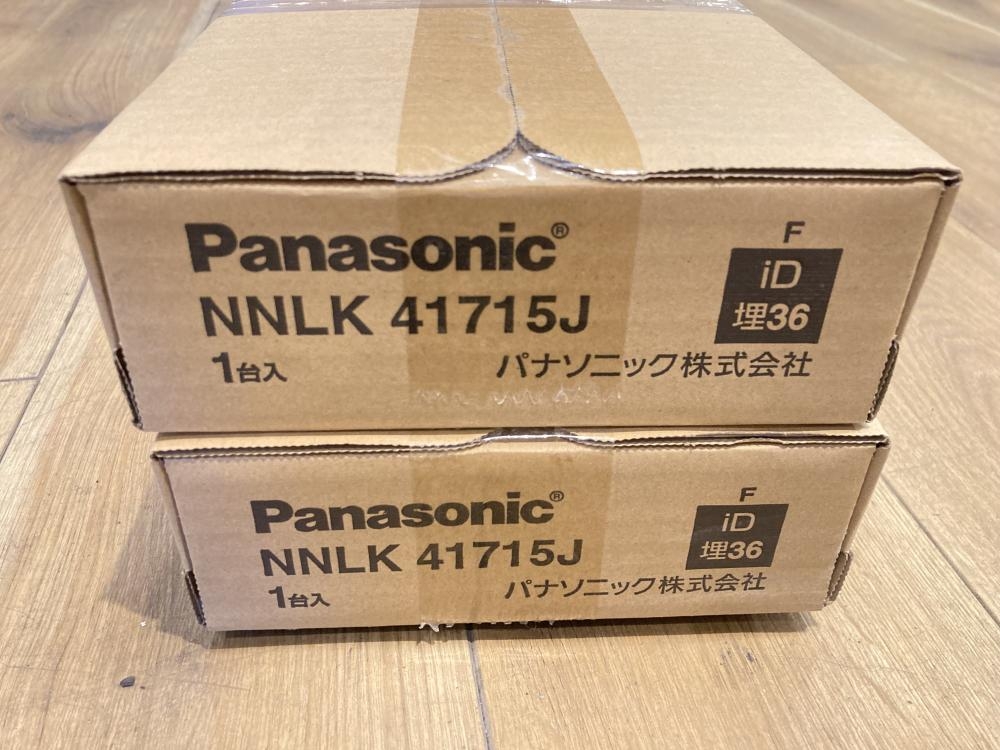 Panasonic®
NNLK 41715J
1台入
F
iD
埋36
パナソニック株式会社
Panasonic®
NNLK 41715J
1台入
F
iD
埋36
パナソニック株式会社